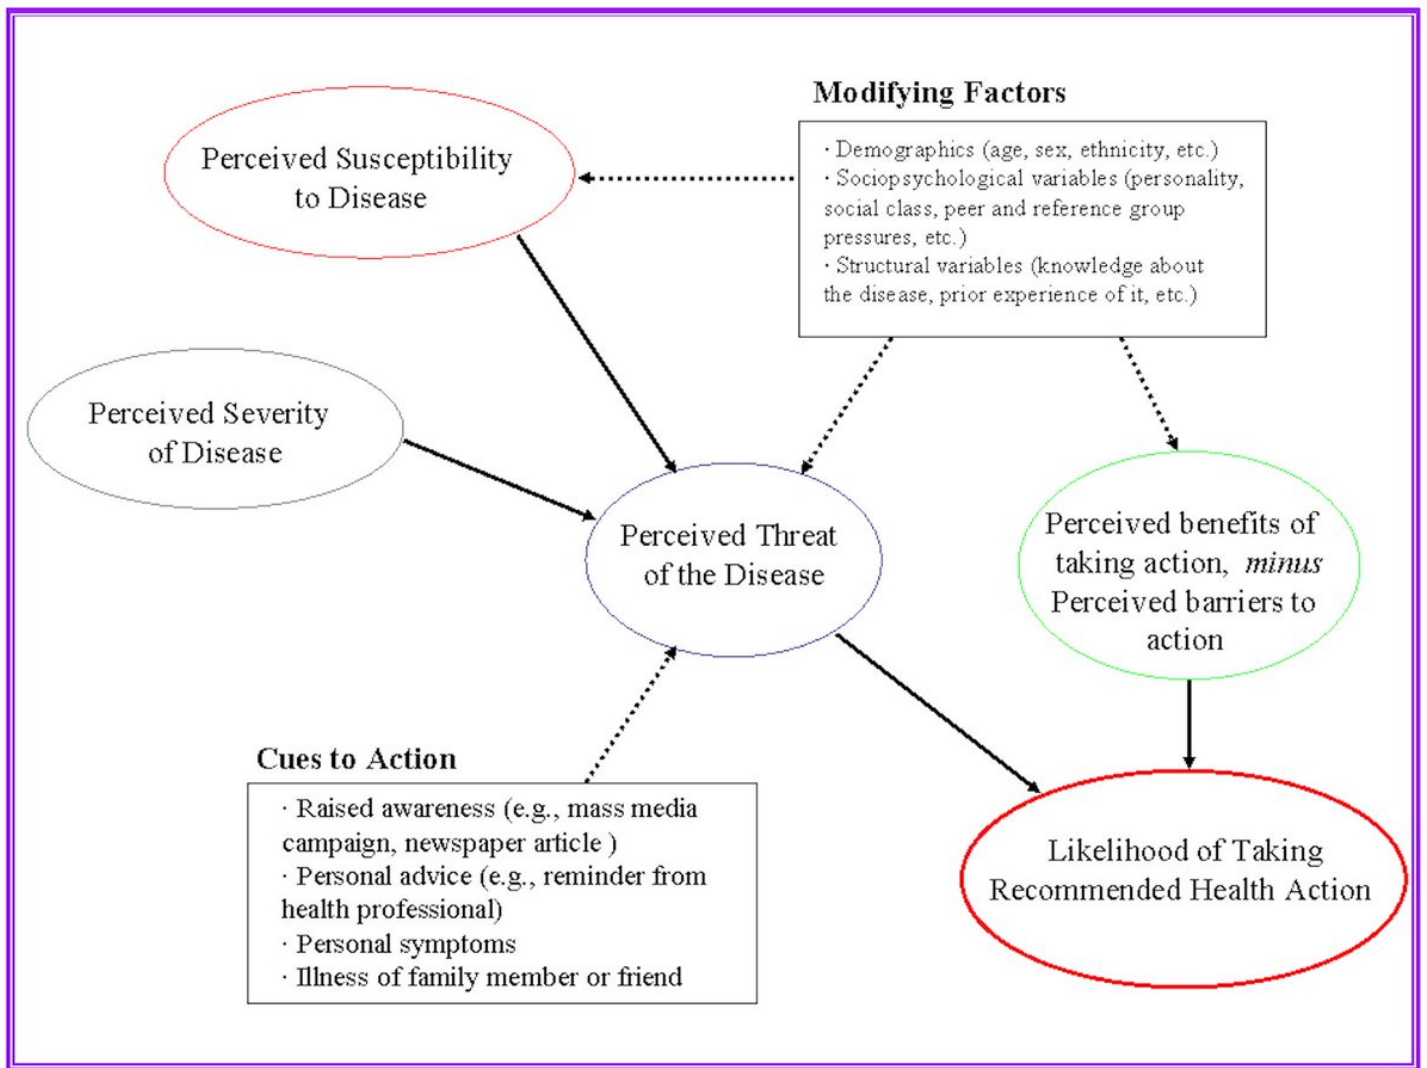 Modifying Factors
Perceived Susceptibility
to Disease
· Demographics (age, sex, ethnicity, etc.)
· Sociopsychological variables (personality,
social class, peer and reference group
pressures, etc.)
· Structural variables (knowledge about
the disease, prior experience of it, etc.)
Perceived Severity
of Disease
Perceived Threat
of the Disease
Perceived benefits of
taking action, minus
Perceived barriers to
action
Cues to Action
· Raised awareness (e.g., mass media
campaign, newspaper article )
· Personal advice (e.g., reminder from
health professional)
· Personal symptoms
· Illness of family member or friend
Likelihood of Taking
Recommended Health Action